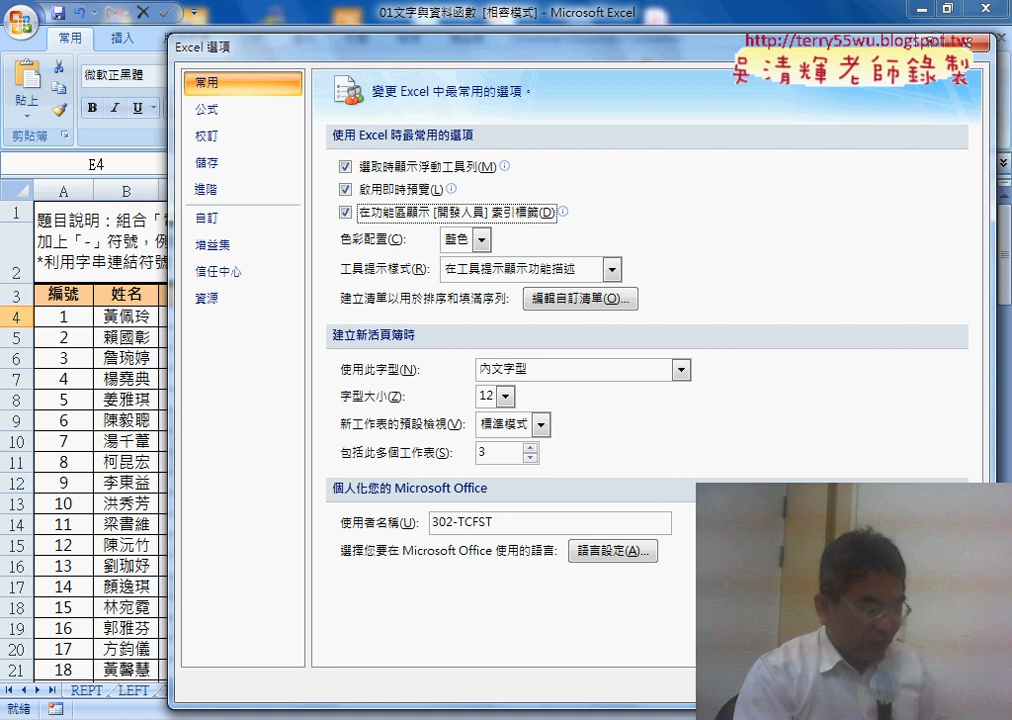 01文字與資料函數 [相容模式] - Microsoft Excel
常用
插入
http://terry55wu.blogspot.tw
吳清輝老師錄製
微軟正黑體
貼上
B I U
剪貼簿
E4
A B
1
題目說明：組合「
加上「-」符號，例
*利用字串連結符號
2
3 編號 姓名
4 1 黃佩玲
5 2 賴國彰
6 3 詹琬婷
7 4 楊堯典
8 5 姜雅琪
9 6 陳毅聰
10 7 湯千葦
11 8 柯昆宏
12 9 李東益
13 10 洪秀芳
14 11 梁書維
15 12 陳沅竹
16 13 劉珈妤
17 14 顏逸琪
18 15 林宛霓
19 16 郭雅芬
20 17 方鈞儀
21 18 黃馨慧
REPT LEFT
就緒
Excel 選項
常用
公式
校訂
儲存
進階
自訂
增益集
信任中心
資源
變更 Excel 中最常用的選項。
使用 Excel 時最常用的選項
選取時顯示浮動工具列(M)
啟用即時預覽(L)
在功能區顯示 [開發人員] 索引標籤(D)
色彩配置(C): 藍色
工具提示樣式(R): 在工具提示顯示功能描述
建立清單以用於排序和填滿序列: 編輯自訂清單(O)...
建立新活頁簿時
使用此字型(N): 內文字型
字型大小(Z): 12
新工作表的預設檢視(V): 標準模式
包括此多個工作表(S): 3
個人化您的 Microsoft Office
使用者名稱(U): 302-TCFST
選擇您要在 Microsoft Office 使用的語言: 語言設定(A)...